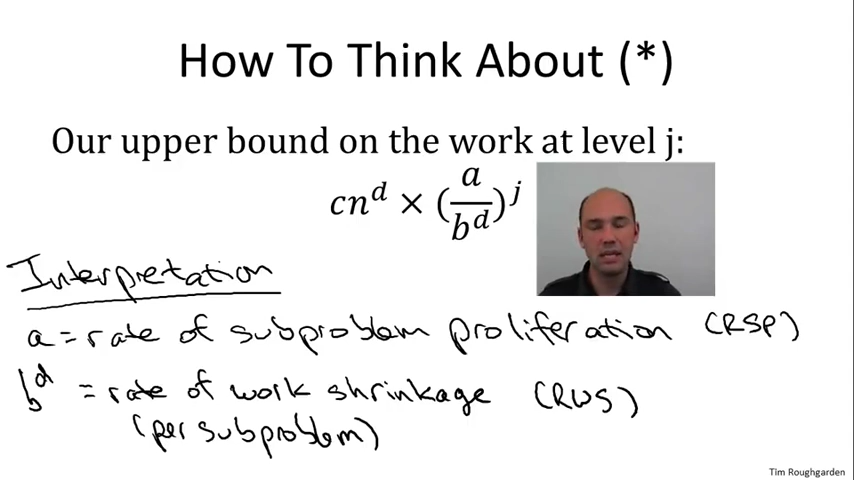 How To Think About (*)
Our upper bound on the work at level j:
cn^d × (a/b^d)^j
Interpretation
a = rate of subproblem proliferation (RSP)
b^d = rate of work shrinkage (RWS)
(per subproblem)
Tim Roughgarden